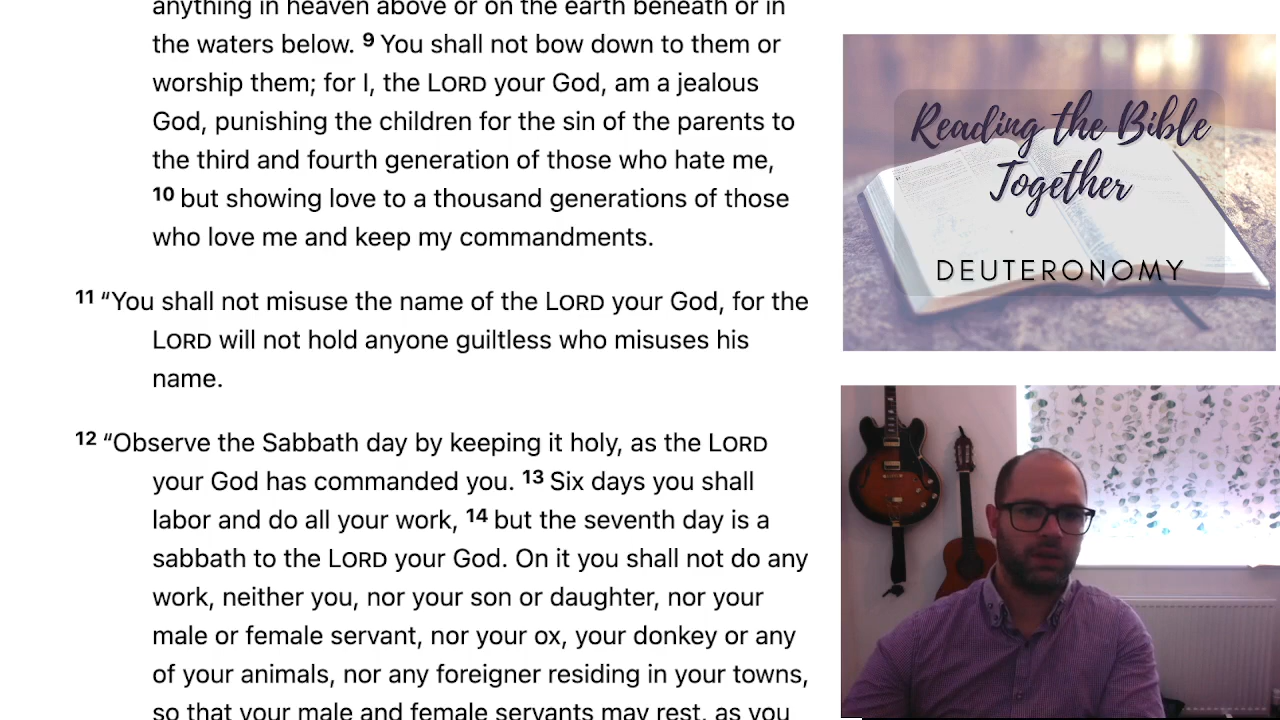 anything in heaven above or on the earth beneath or in
the waters below. 9 You shall not bow down to them or
worship them; for I, the LORD your God, am a jealous
God, punishing the children for the sin of the parents to
the third and fourth generation of those who hate me,
10 but showing love to a thousand generations of those
who love me and keep my commandments.
11 “You shall not misuse the name of the LORD your God, for the
LORD will not hold anyone guiltless who misuses his
name.
12 “Observe the Sabbath day by keeping it holy, as the LORD
your God has commanded you. 13 Six days you shall
labor and do all your work, 14 but the seventh day is a
sabbath to the LORD your God. On it you shall not do any
work, neither you, nor your son or daughter, nor your
male or female servant, nor your ox, your donkey or any
of your animals, nor any foreigner residing in your towns,
so that your male and female servants may rest, as you
Reading the Bible
Together
DEUTERONOMY